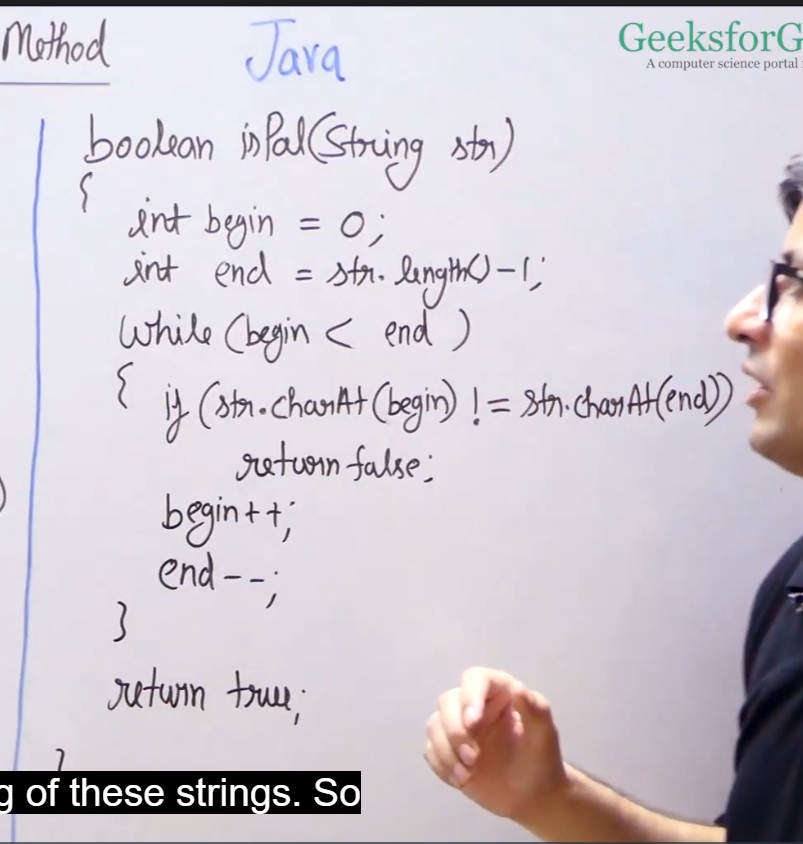 Method
Java
GeeksforG
A computer science portal
boolean isPal(String str)
{
int begin = 0;
int end = str.length()-1;
while (begin < end )
{
if (str.charAt(begin) != str.charAt(end))
return false;
)
begin++;
end--;
}
return true;
}
g of these strings. So